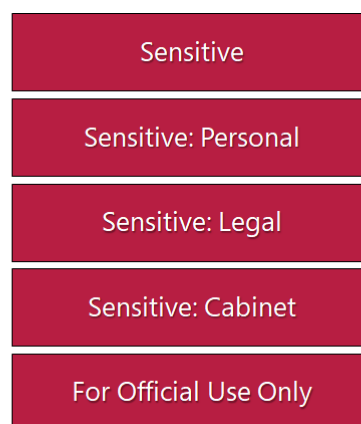 Sensitive
Sensitive: Personal
Sensitive: Legal
Sensitive: Cabinet
For Official Use Only